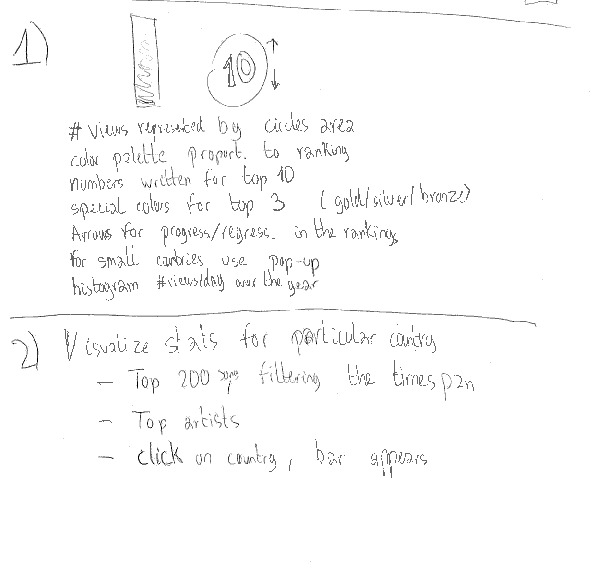 1)
10
# views represented by circles area
color palette proport. to ranking
numbers written for top 10
special colors for top 3 (gold/silver/bronze)
Arrows for progress/regress. in the rankings
for small contries use pop-up
histogram #views/day over the year
2) Visualize stats for particular country
- Top 200 songs filtering the timespan
- Top artists
- click on country, bar appears